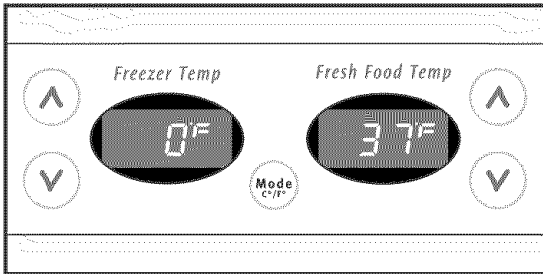 Freezer Temp
Fresh Food Temp
0°F
37°F
Mode
C°/F°